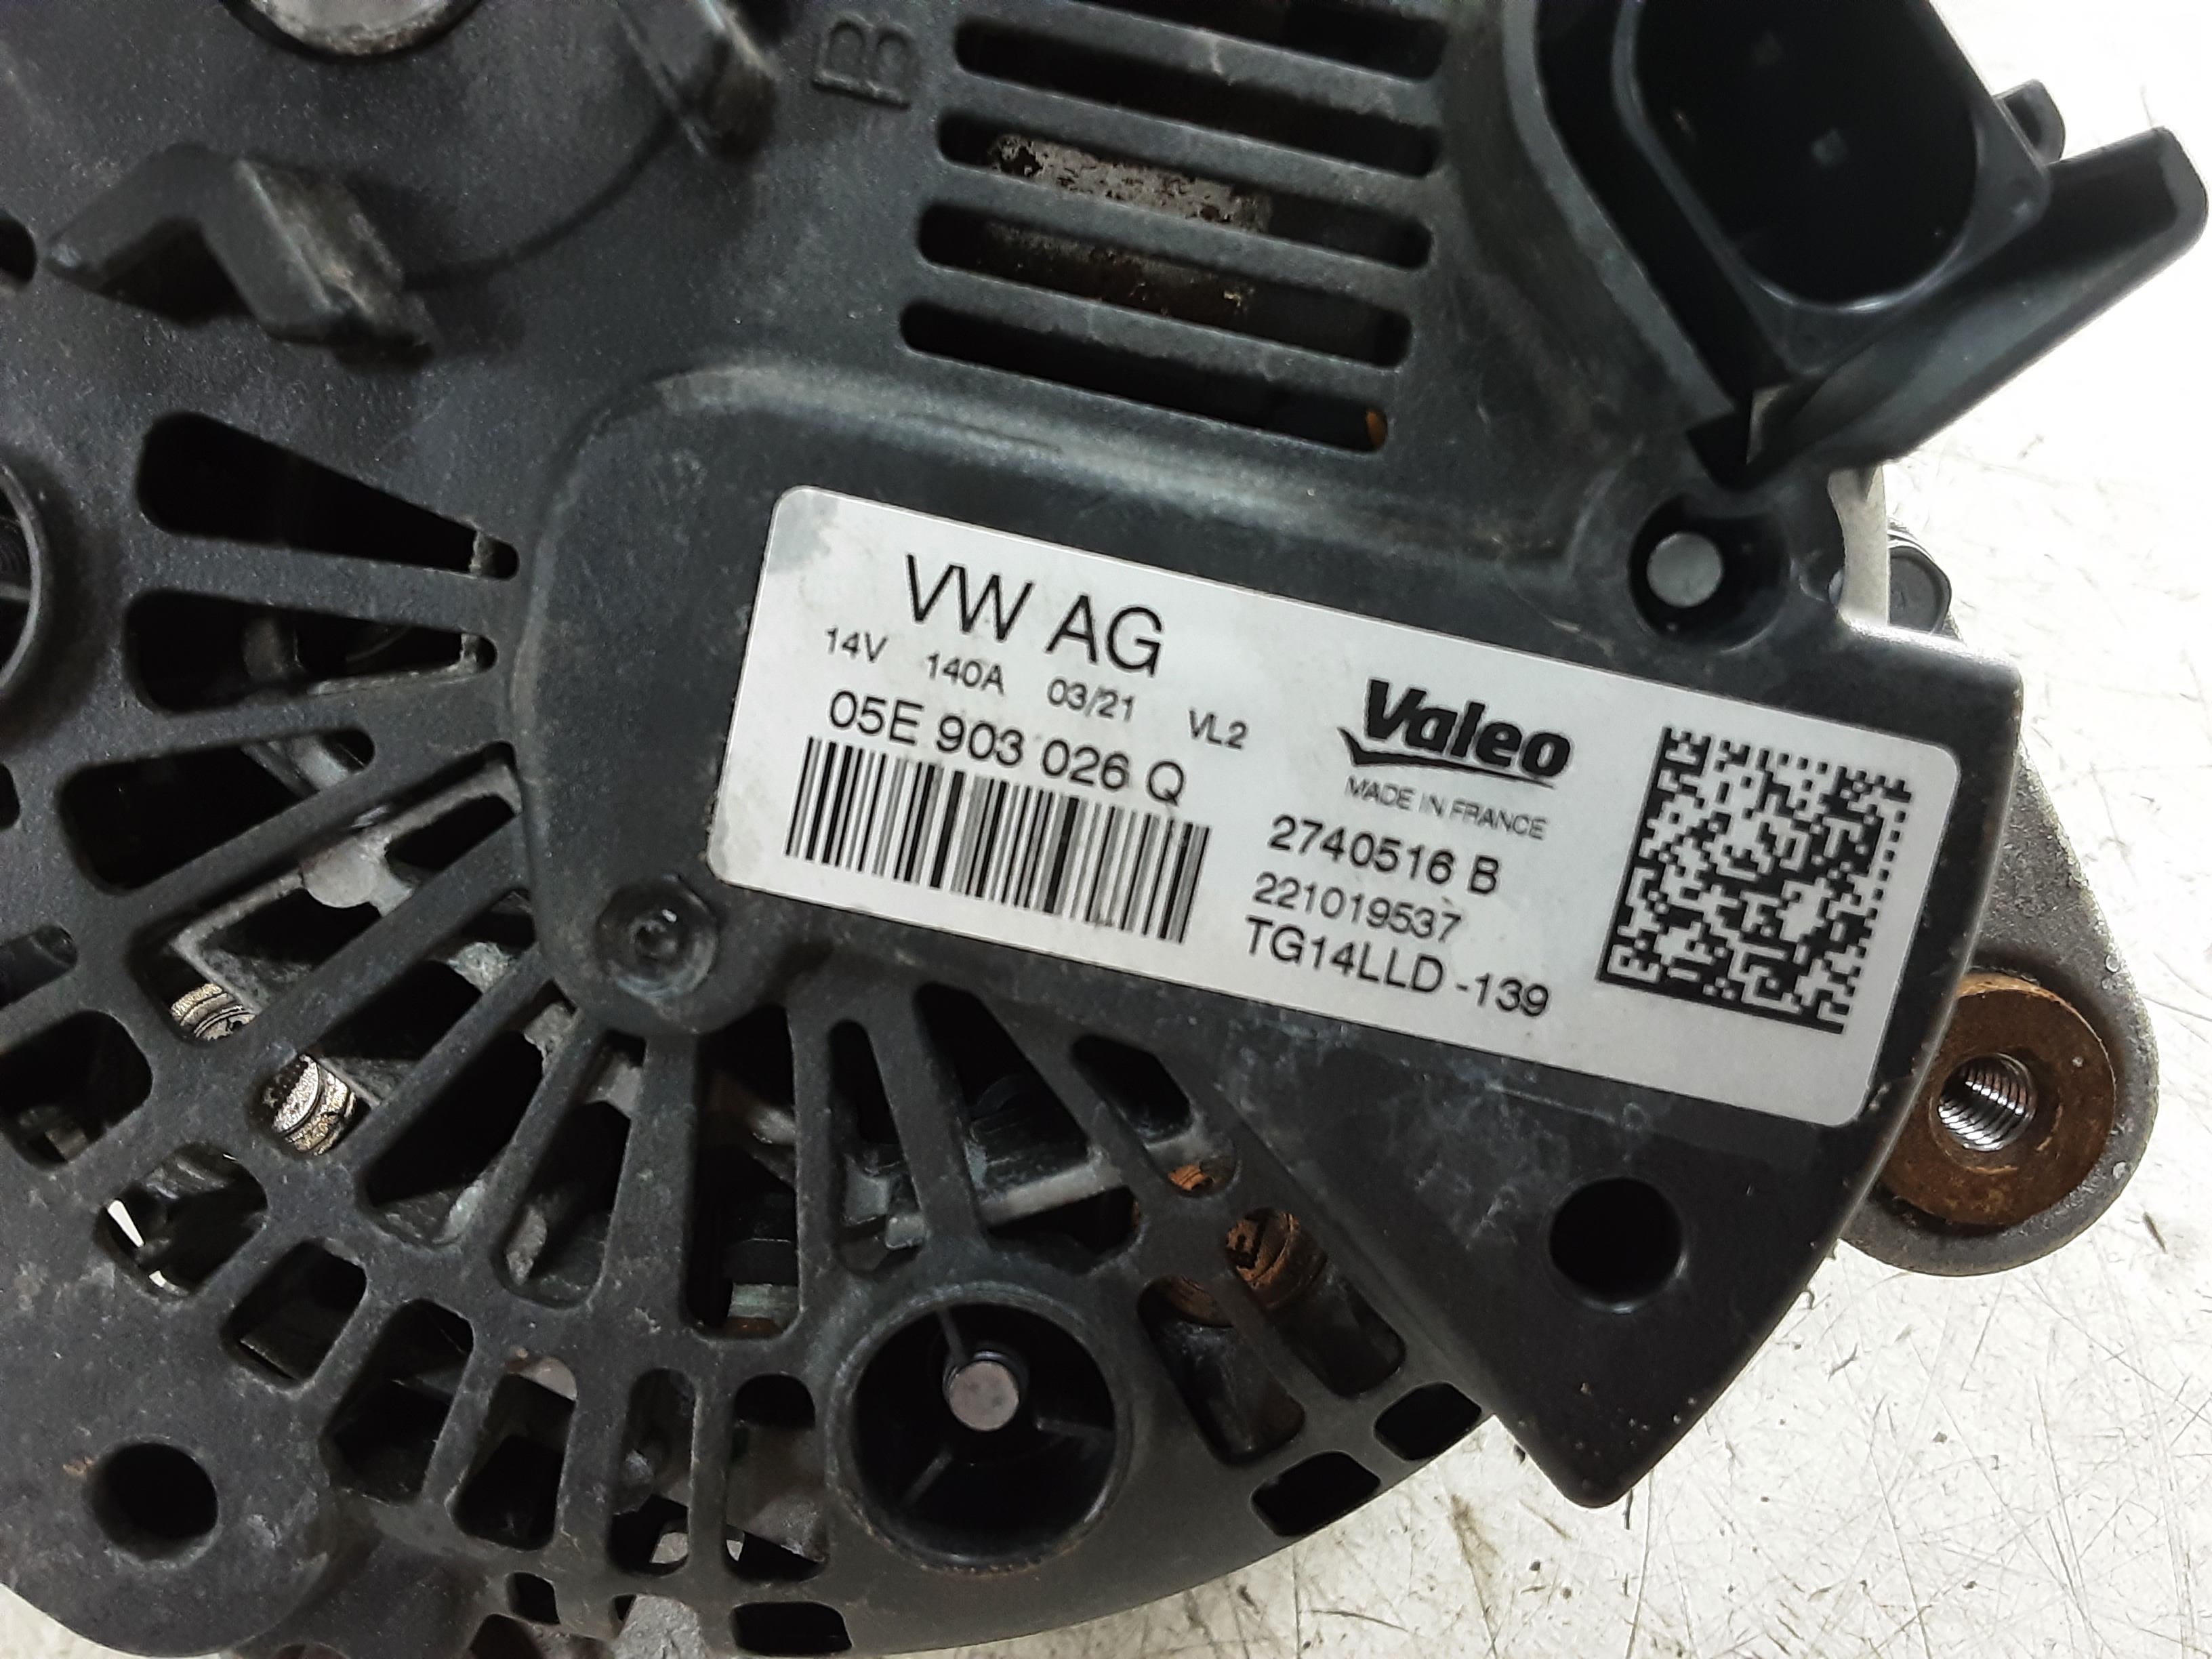 B
VW AG
14V 140A 03/21 VL2
05E 903 026 Q
Valeo
MADE IN FRANCE
2740516 B
221019537
TG14LLD -139